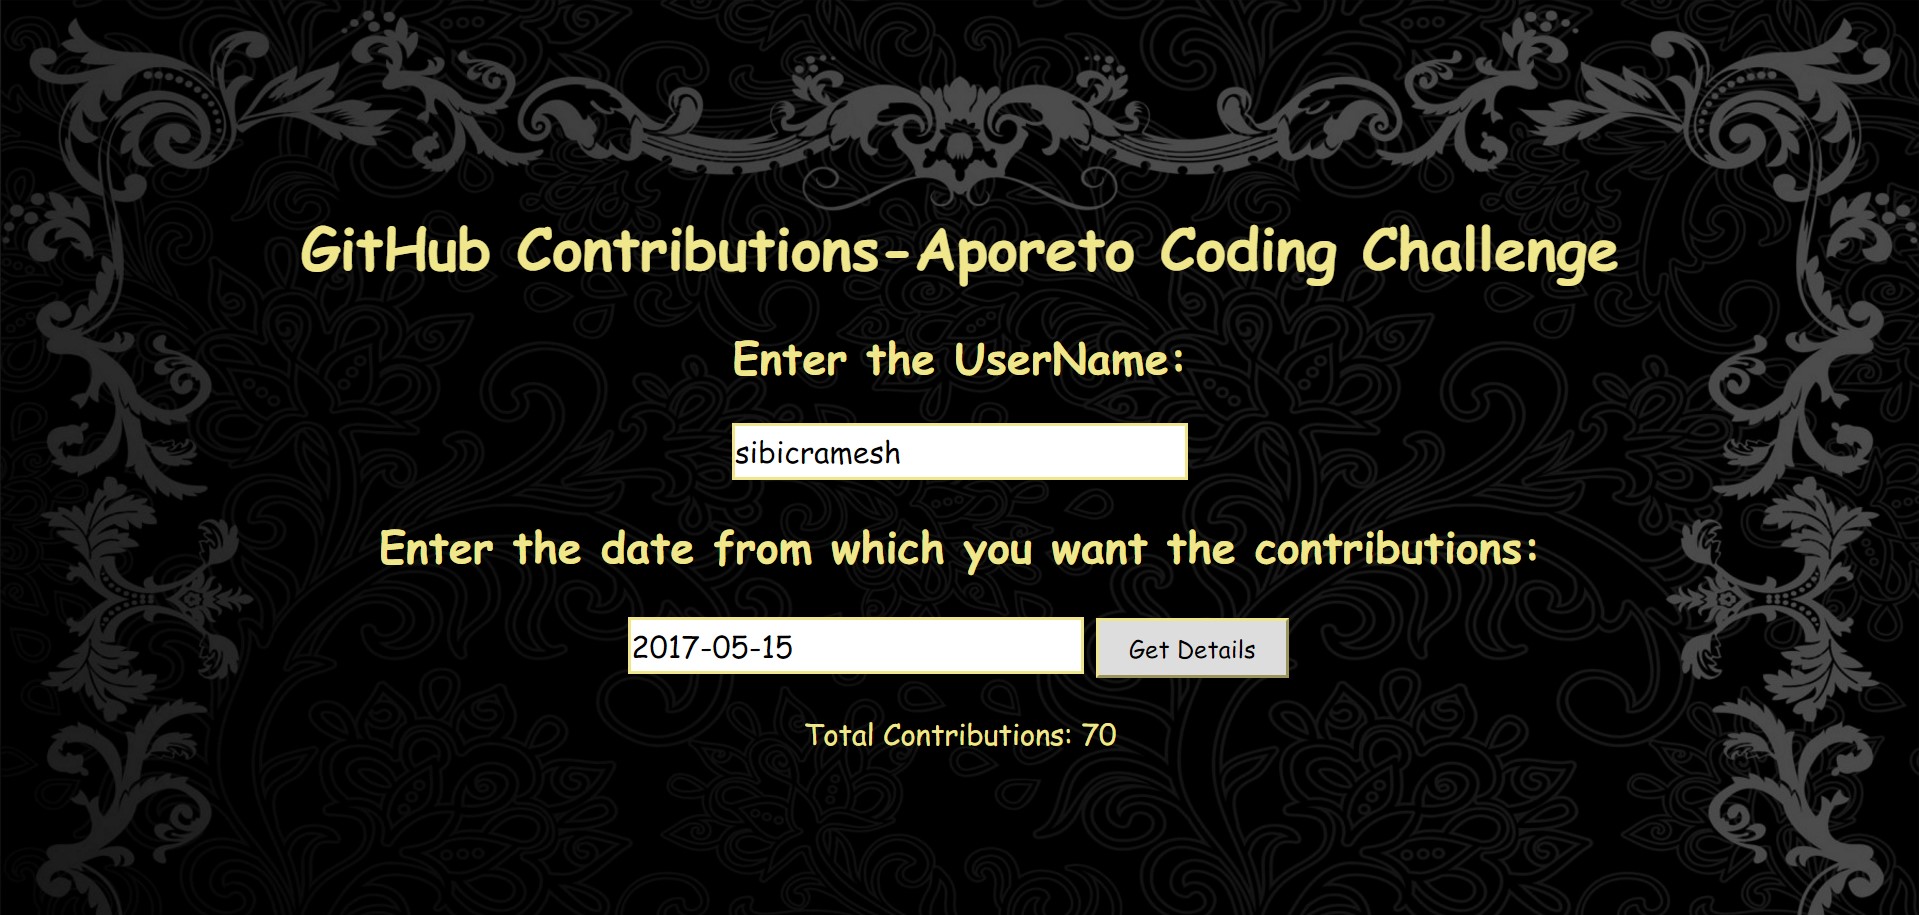 GitHub Contributions-Aporeto Coding Challenge
Enter the UserName:
sibicramesh
Enter the date from which you want the contributions:
2017-05-15 Get Details
Total Contributions: 70